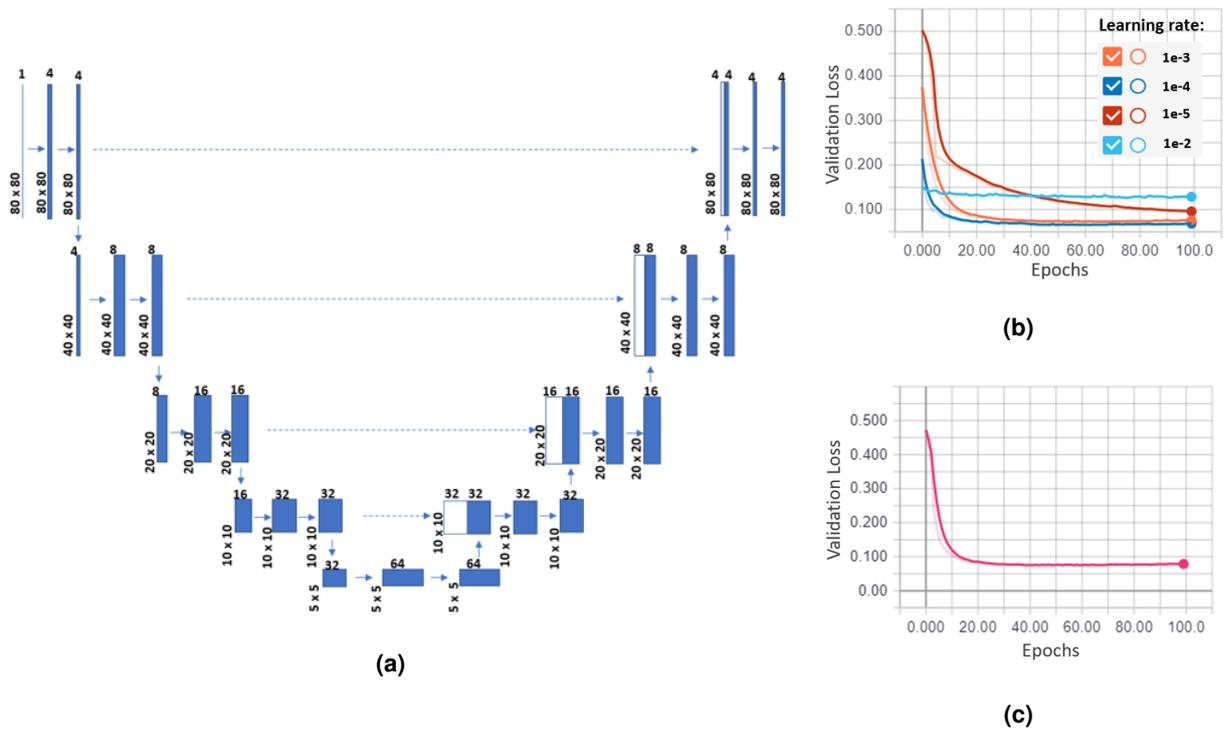 1 4 4
80 x 80 80 x 80 80 x 80
4 4 4 4
80 x 80 80 x 80 80 x 80
4 8 8
40 x 40 40 x 40 40 x 40
8 8 8 8
40 x 40 40 x 40 40 x 40
8 16 16
20 x 20 20 x 20 20 x 20
16 16 16 16
20 x 20 20 x 20 20 x 20
16 32 32
10 x 10 10 x 10 10 x 10
32 32 32 32
10 x 10 10 x 10 10 x 10
32 64 64
5 x 5 5 x 5 5 x 5
(a)
Validation Loss
0.500
0.400
0.300
0.200
0.100
Learning rate:
1e-3
1e-4
1e-5
1e-2
0.000 20.00 40.00 60.00 80.00 100.0
Epochs
(b)
Validation Loss
0.500
0.400
0.300
0.200
0.100
0.00
0.000 20.00 40.00 60.00 80.00 100.0
Epochs
(c)